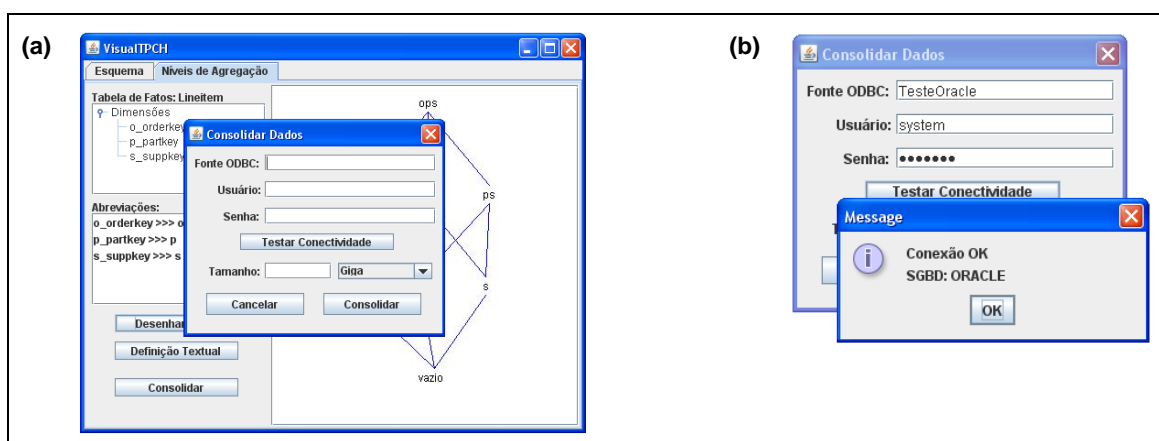 (a)
VisualTPCH
Esquema Níveis de Agregação
Tabela de Fatos: Lineitem
Dimensões
o_orderkey
p_partkey
s_suppkey
Abreviações:
o_orderkey >>> o
p_partkey >>> p
s_suppkey >>> s
Desenhar
Definição Textual
Consolidar
ops
ps
s
vazio
Consolidar Dados
Fonte ODBC:
Usuário:
Senha:
Testar Conectividade
Tamanho: Giga
Cancelar Consolidar
(b)
Consolidar Dados
Fonte ODBC: TesteOracle
Usuário: system
Senha: •••••••
Testar Conectividade
Message
Conexão OK
SGBD: ORACLE
OK